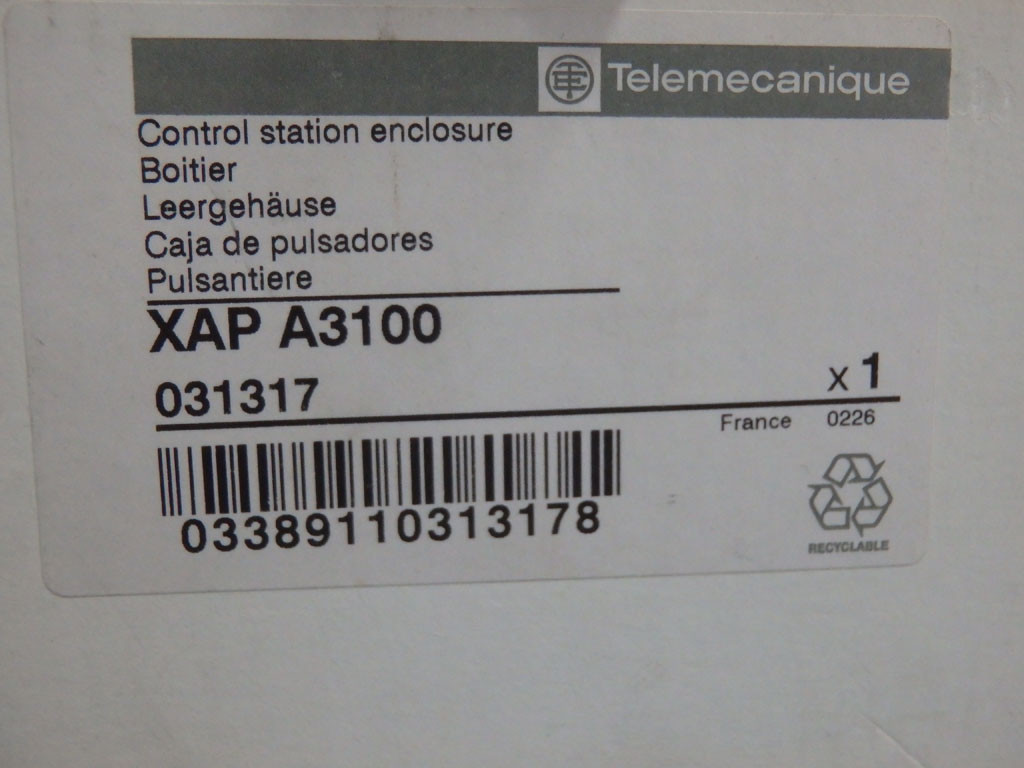 Telemecanique
Control station enclosure
Boitier
Leergehäuse
Caja de pulsadores
Pulsantiere
XAP A3100
031317
x 1
France 0226
03389110313178
RECYCLABLE